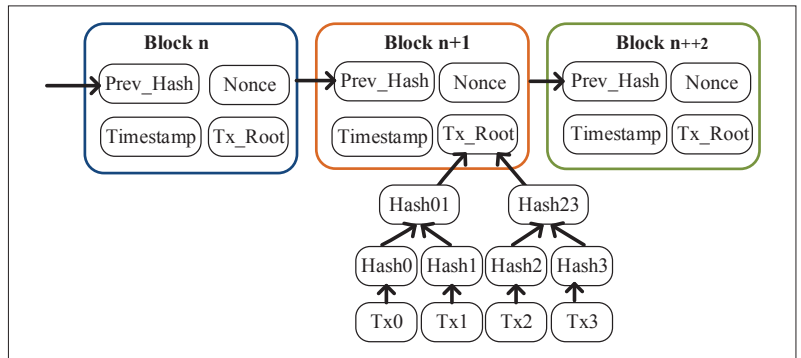 Block n
Block n+1
Block n++2
Prev_Hash
Nonce
Prev_Hash
Nonce
Prev_Hash
Nonce
Timestamp
Tx_Root
Timestamp
Tx_Root
Timestamp
Tx_Root
Hash01
Hash23
Hash0
Hash1
Hash2
Hash3
Tx0
Tx1
Tx2
Tx3